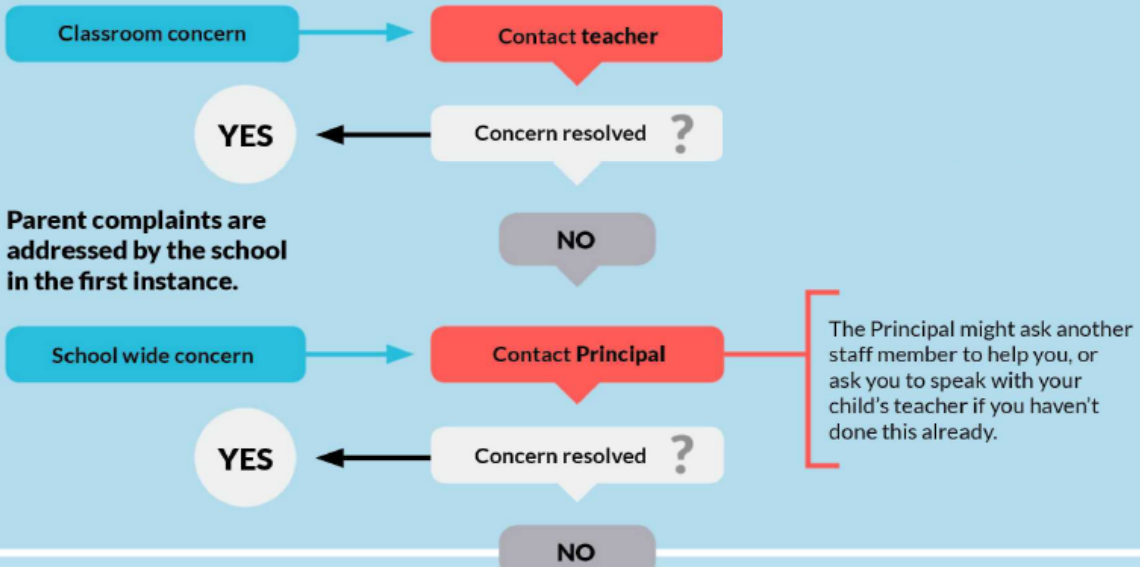 Classroom concern
Contact teacher
YES
Concern resolved ?
Parent complaints are
addressed by the school
in the first instance.
NO
School wide concern
Contact Principal
The Principal might ask another
staff member to help you, or
ask you to speak with your
child's teacher if you haven't
done this already.
YES
Concern resolved ?
NO